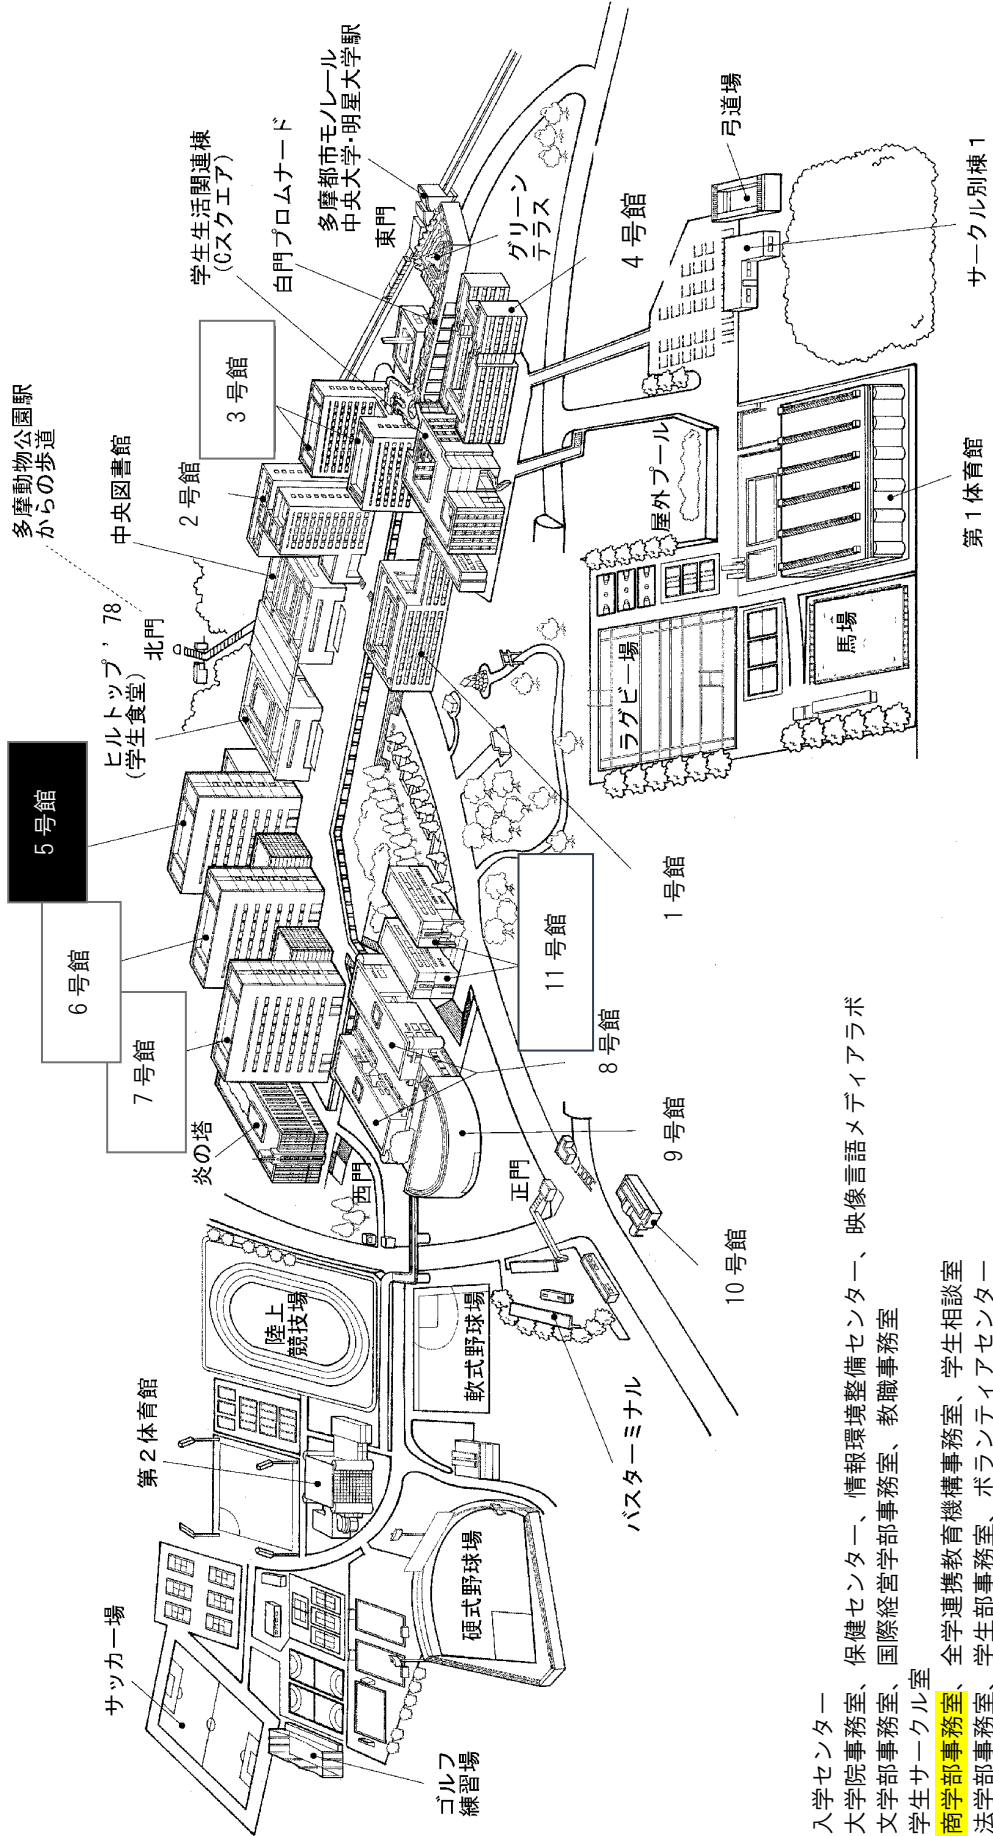 多摩動物公園駅
からの歩道
中央図書館
2号館
3号館
学生生活関連棟
(Cスクエア)
白門プロムナード
多摩都市モノレール
中央大学・明星大学駅
東門
グリーン
テラス
4号館
弓道場
サークル別棟1
北門
ヒルトップ'78
(学生食堂)
5号館
6号館
7号館
炎の塔
西門
正門
11号館
8号館
9号館
10号館
1号館
屋外プール
ラグビー場
馬場
第1体育館
陸上
競技場
第2体育館
軟式野球場
硬式野球場
バスターミナル
サッカー場
ゴルフ
練習場
入学センター
大学院事務室、保健センター、情報環境整備センター、映像言語メディアラボ
文学部事務室、国際経営学部事務室、教職事務室
学生サークル室
商学部事務室、全学連携教育機構事務室、学生相談室
法学部事務室、学生部事務室、ボランティアセンター